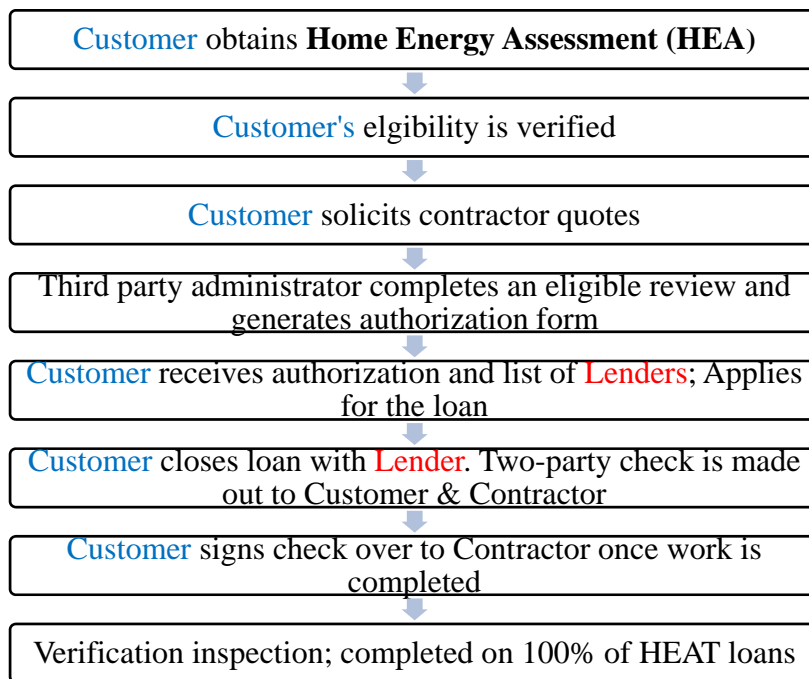 Customer obtains Home Energy Assessment (HEA)
Customer's elgibility is verified
Customer solicits contractor quotes
Third party administrator completes an eligible review and
generates authorization form
Customer receives authorization and list of Lenders; Applies
for the loan
Customer closes loan with Lender. Two-party check is made
out to Customer & Contractor
Customer signs check over to Contractor once work is
completed
Verification inspection; completed on 100% of HEAT loans